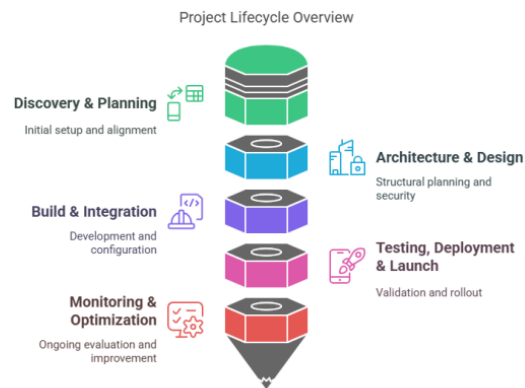 Project Lifecycle Overview
Discovery & Planning
Initial setup and alignment
Architecture & Design
Structural planning and
security
Build & Integration
Development and
configuration
Testing, Deployment
& Launch
Validation and rollout
Monitoring &
Optimization
Ongoing evaluation and
improvement